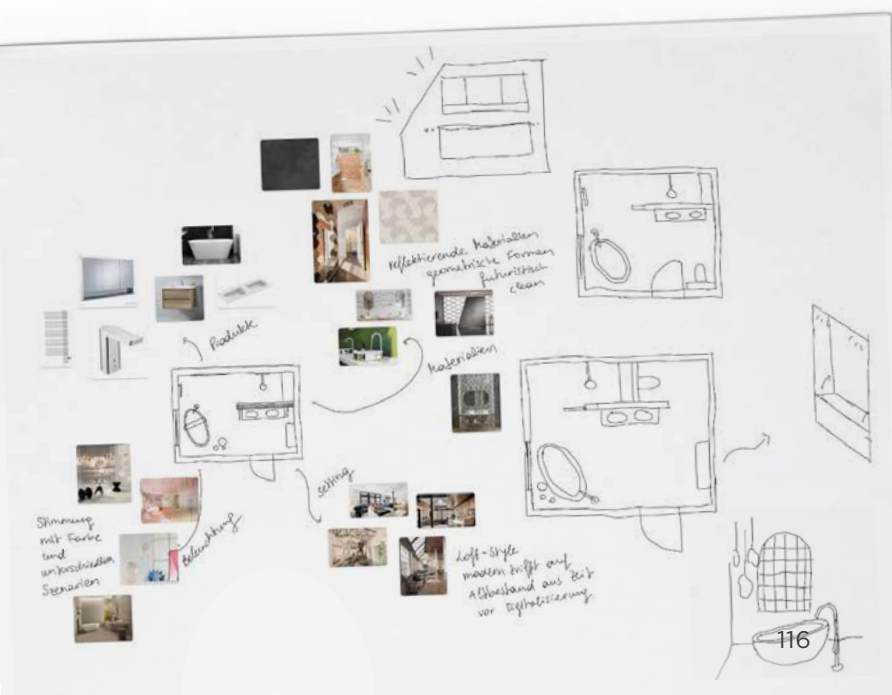 reflektierende Materialien
geometrische Formen
futuristisch
clean
Produkte
Materialien
Setting
Beleuchtung
Stimmung
mit Farbe
und
unterschiedlichen
Szenarien
Loft-Style
modern trifft auf
Altbestand aus Zeit
vor Digitalisierung
116